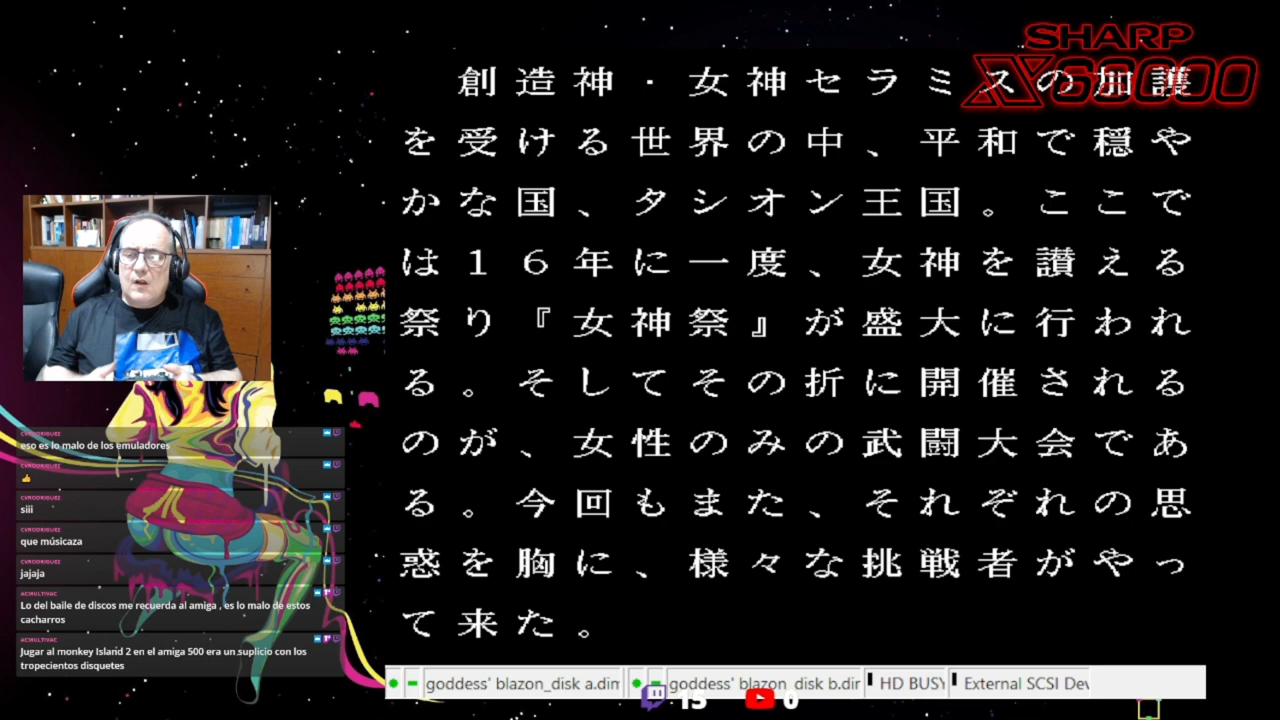 SHARP
X68000
創造神・女神セラミスの加護
を受ける世界の中、平和で穏や
かな国、タシオン王国。ここで
は16年に一度、女神を讃える
祭り『女神祭』が盛大に行われ
る。そしてその折に開催される
のが、女性のみの武闘大会であ
る。今回もまた、それぞれの思
惑を胸に、様々な挑戦者がやっ
て来た。
CVRODRIGUEZ
eso es lo malo de los emuladores
CVRODRIGUEZ
👍
CVRODRIGUEZ
siii
CVRODRIGUEZ
que músicaza
CVRODRIGUEZ
jajaja
ACMULTIVAC
Lo del baile de discos me recuerda al amiga , es lo malo de estos
cacharros
ACMULTIVAC
Jugar al monkey Island 2 en el amiga 500 era un suplicio con los
tropecientos disquetes
goddess' blazon_disk a.dim goddess' blazon_disk b.dir HD BUSY External SCSI Dev
15 0